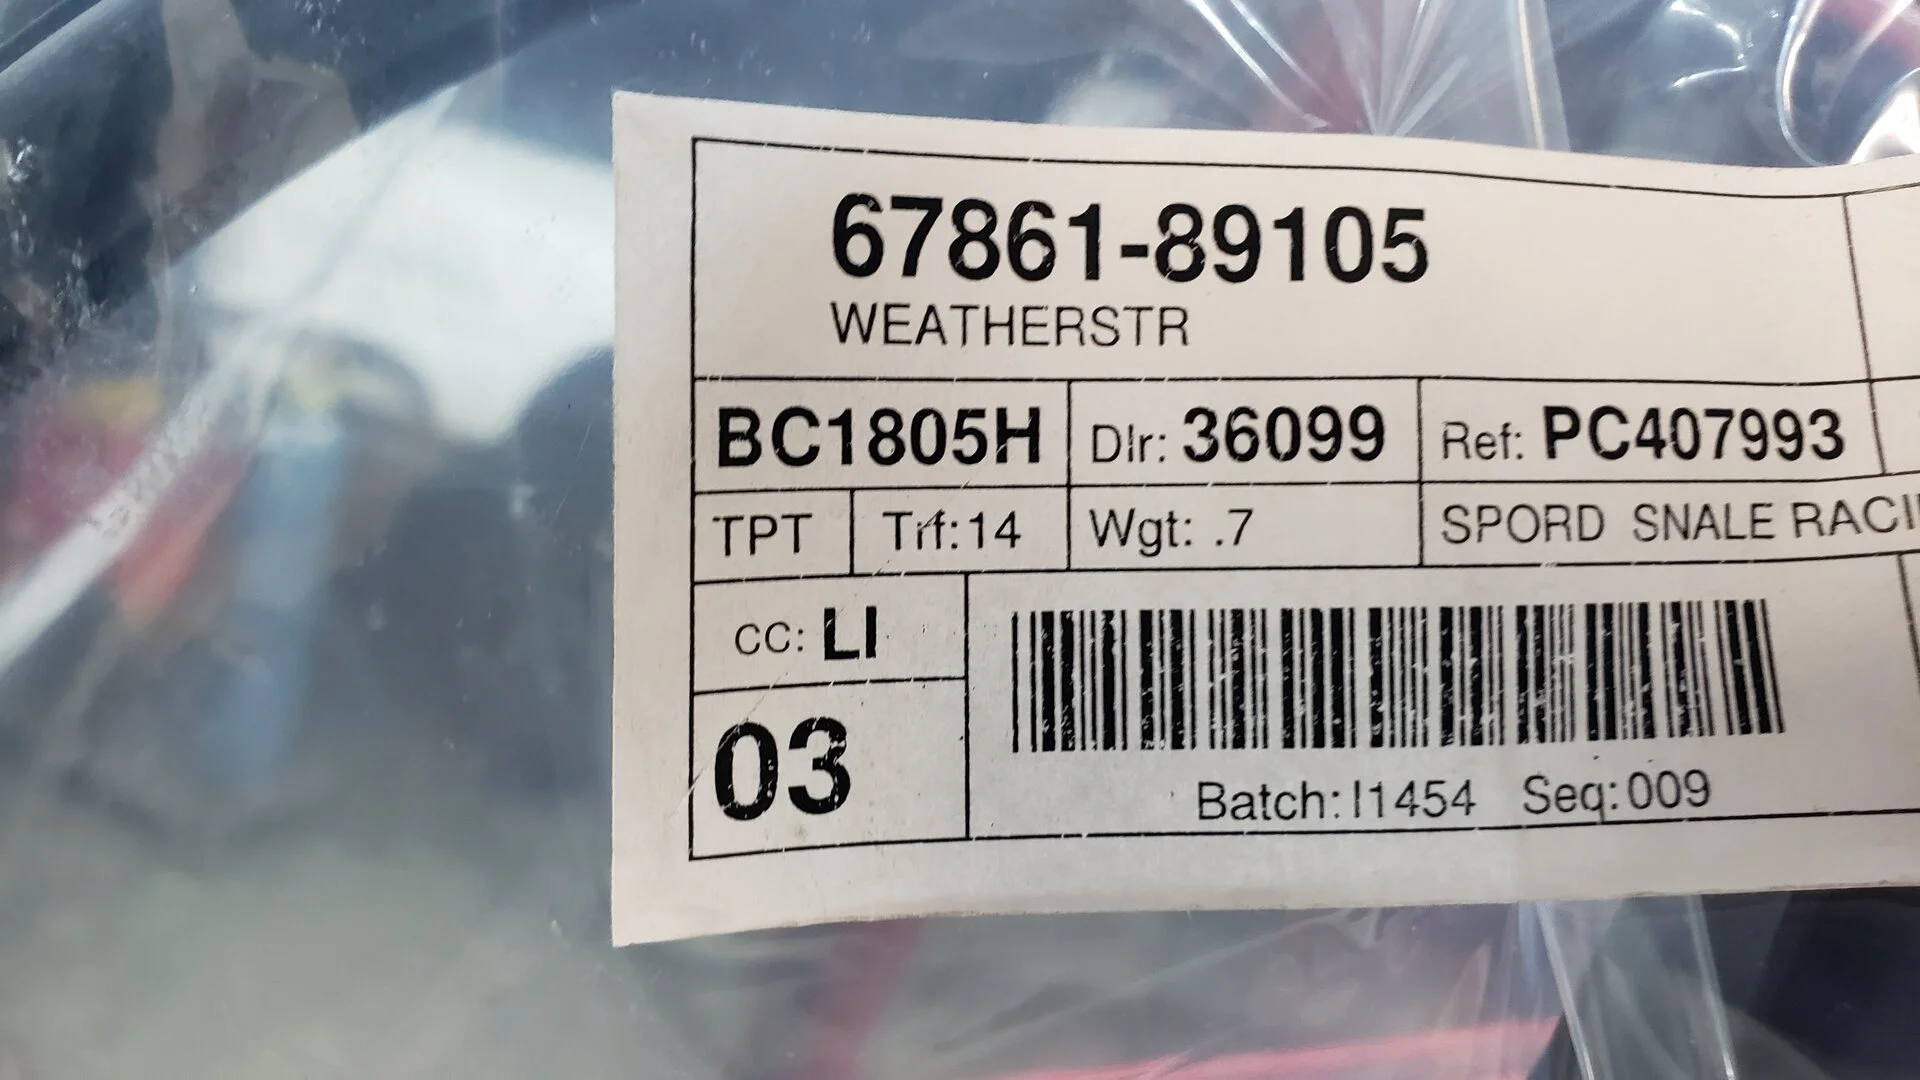 67861-89105
WEATHERSTR
BC1805H Dlr: 36099 Ref: PC407993
TPT Trf:14 Wgt: .7 SPORD SNALE RACI
CC: LI
03
Batch: I1454 Seq:009